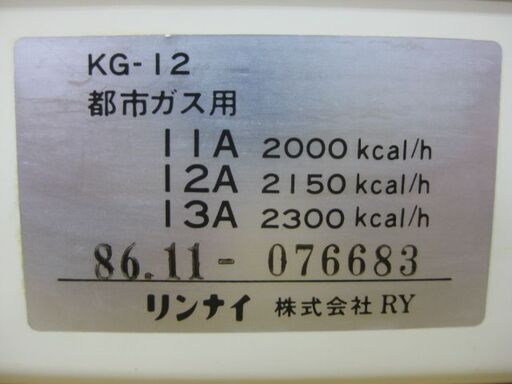 KG-12
都市ガス用
11A 2000 kcal/h
12A 2150 kcal/h
13A 2300 kcal/h
86.11- 076683
リンナイ 株式会社 RY